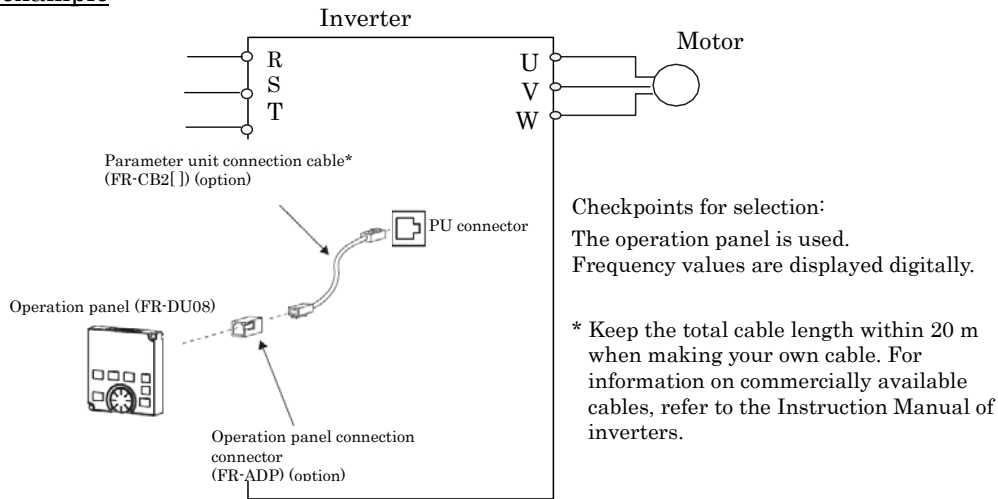 example
Inverter
Motor
R
S
T
U
V
W
Parameter unit connection cable*
(FR-CB2[ ]) (option)
PU connector
Operation panel (FR-DU08)
Operation panel connection
connector
(FR-ADP) (option)
Checkpoints for selection:
The operation panel is used.
Frequency values are displayed digitally.
* Keep the total cable length within 20 m
when making your own cable. For
information on commercially available
cables, refer to the Instruction Manual of
inverters.